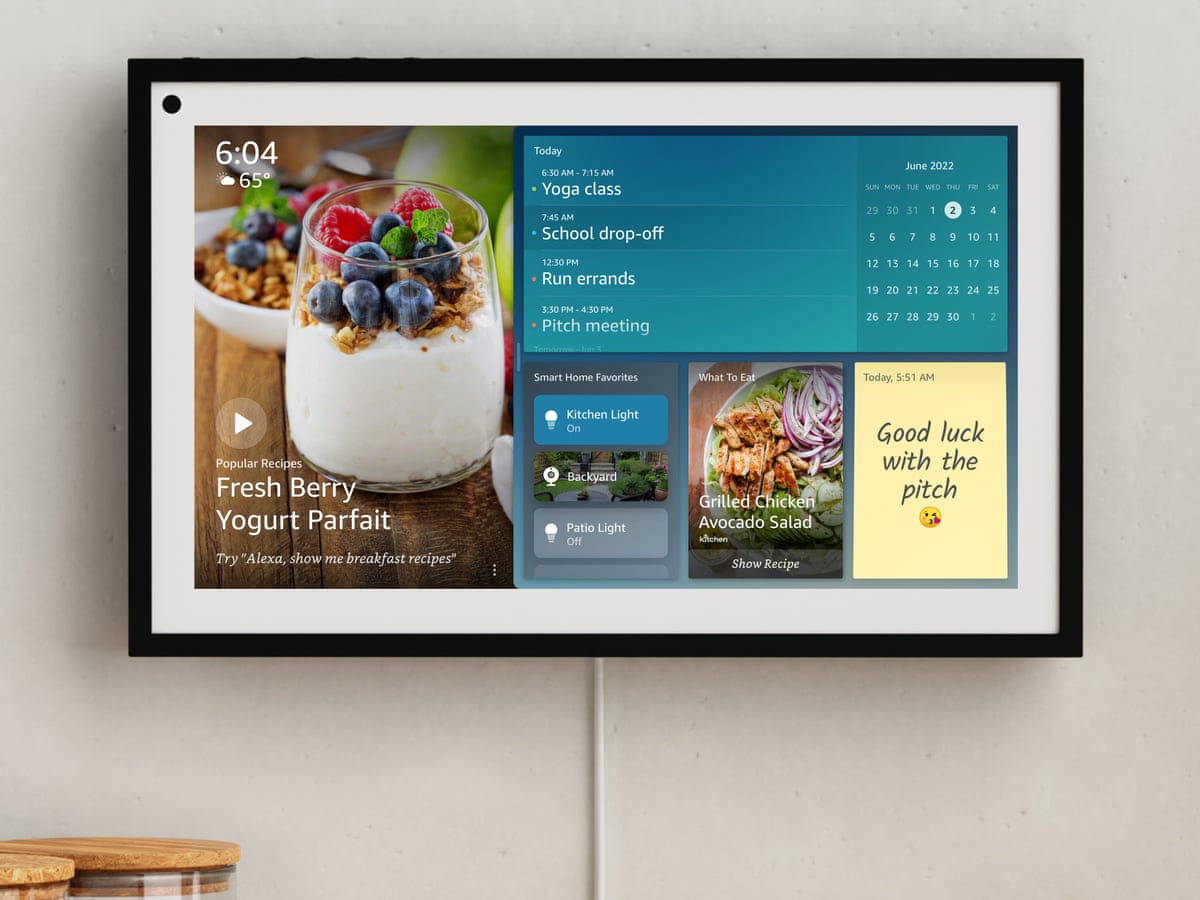 6:04
65°
Popular Recipes
Fresh Berry
Yogurt Parfait
Try "Alexa, show me breakfast recipes"
Today
6:30 AM - 7:15 AM
Yoga class
7:45 AM
School drop-off
12:30 PM
Run errands
3:30 PM - 4:30 PM
Pitch meeting
Tomorrow - Jun 3
June 2022
SUN MON TUE WED THU FRI SAT
29 30 31 1 2 3 4
5 6 7 8 9 10 11
12 13 14 15 16 17 18
19 20 21 22 23 24 25
26 27 28 29 30 1 2
Smart Home Favorites
Kitchen Light
On
Backyard
Patio Light
Off
What To Eat
Grilled Chicken
Avocado Salad
kitchen
Show Recipe
Today, 5:51 AM
Good luck
with the
pitch
😘